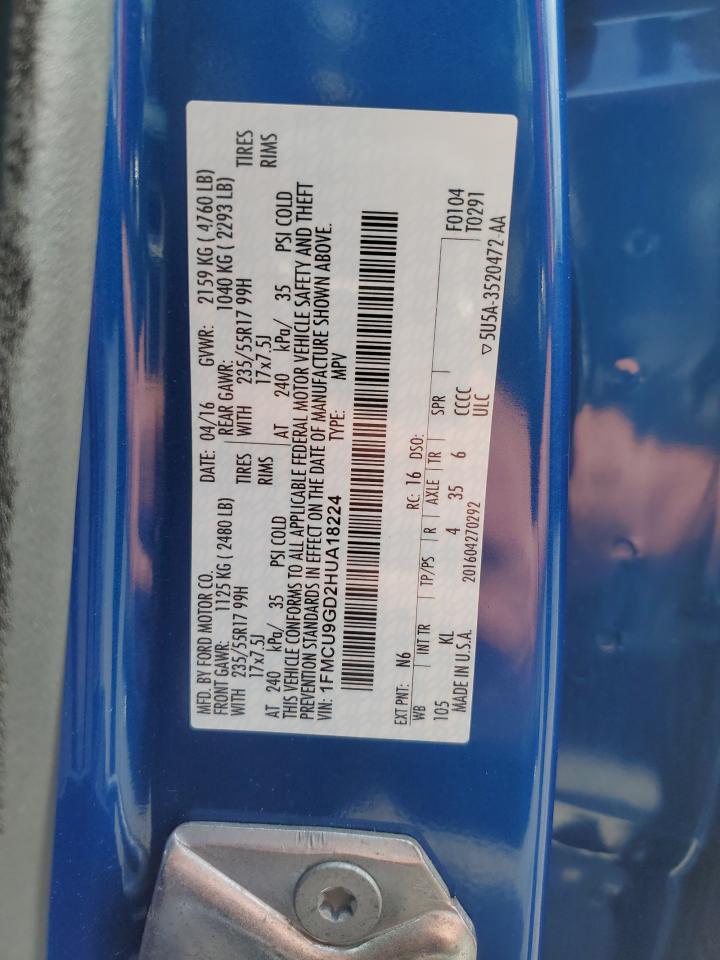 MFD. BY FORD MOTOR CO. DATE: 04/16 GVWR: 2159 KG ( 4760 LB)
FRONT GAWR: 1125 KG ( 2480 LB) REAR GAWR: 1040 KG ( 2293 LB)
WITH 235/55R17 99H TIRES WITH 235/55R17 99H TIRES
17x7.5J RIMS 17x7.5J RIMS
AT 240 kPa/ 35 PSI COLD AT 240 kPa/ 35 PSI COLD
THIS VEHICLE CONFORMS TO ALL APPLICABLE FEDERAL MOTOR VEHICLE SAFETY AND THEFT
PREVENTION STANDARDS IN EFFECT ON THE DATE OF MANUFACTURE SHOWN ABOVE.
VIN: 1FMCU9GD2HUA18224 TYPE: MPV
EXT PNT: N6 RC: 16 DSO: F0104
WB INT TR TP/PS R AXLE TR SPR T0291
105 KL 4 35 6 CCCC
MADE IN U.S.A. 201604270292 ULC ▽5U5A-3520472-AA